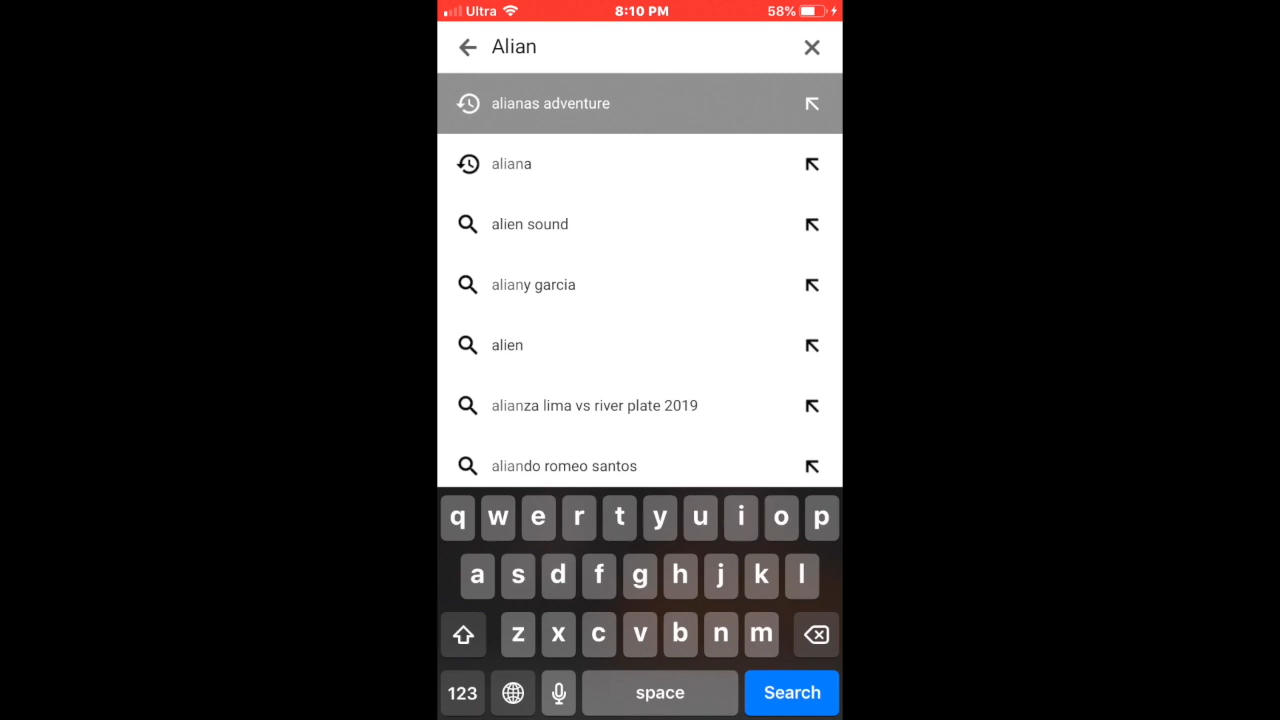 Ultra 8:10 PM 58%
Alian
alianas adventure
aliana
alien sound
aliany garcia
alien
alianza lima vs river plate 2019
aliando romeo santos
q w e r t y u i o p
a s d f g h j k l
z x c v b n m
123 space Search